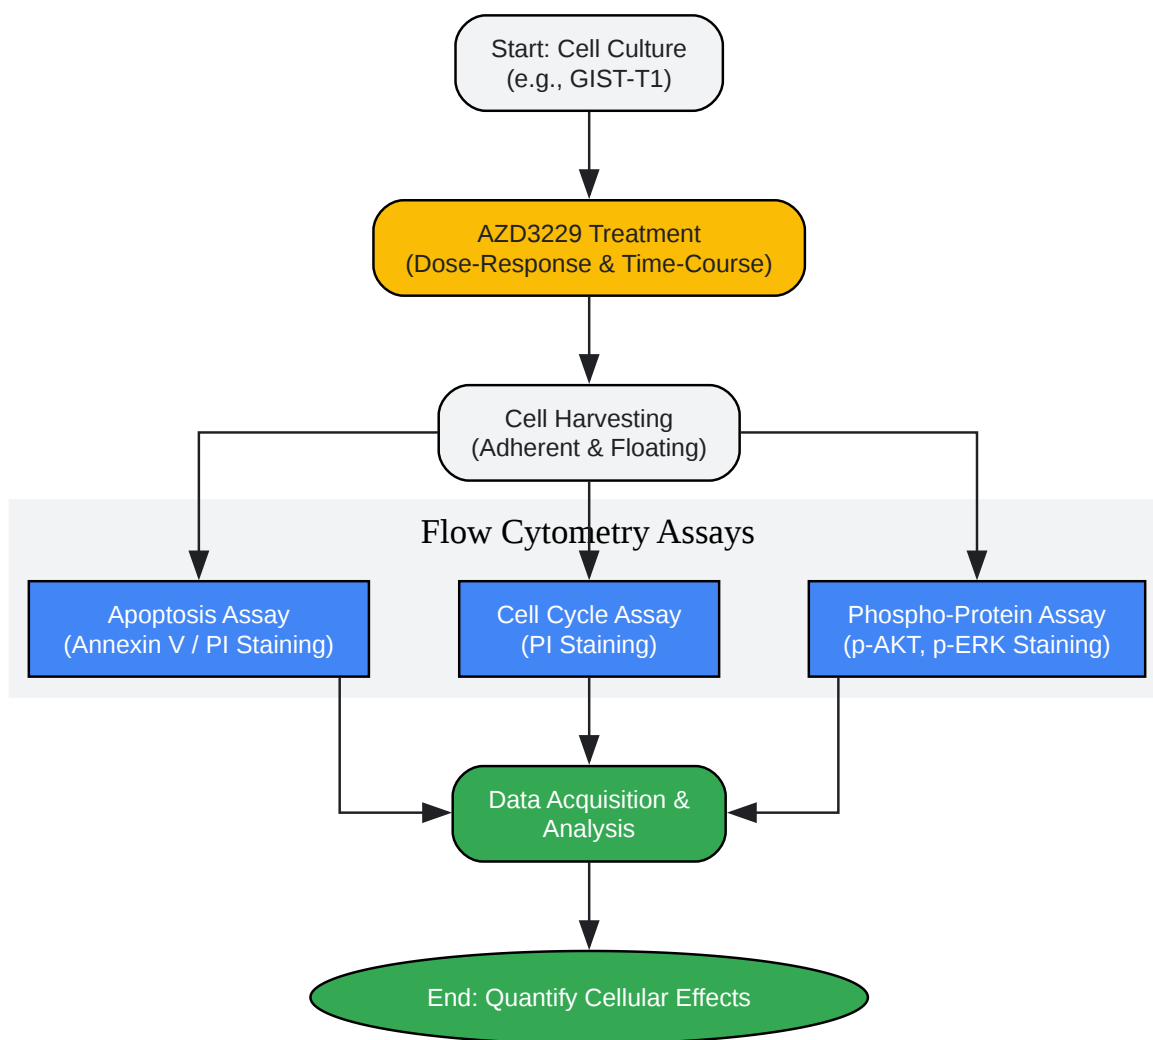 Start: Cell Culture
(e.g., GIST-T1)
AZD3229 Treatment
(Dose-Response & Time-Course)
Cell Harvesting
(Adherent & Floating)
Flow Cytometry Assays
Apoptosis Assay
(Annexin V / PI Staining)
Cell Cycle Assay
(PI Staining)
Phospho-Protein Assay
(p-AKT, p-ERK Staining)
Data Acquisition &
Analysis
End: Quantify Cellular Effects